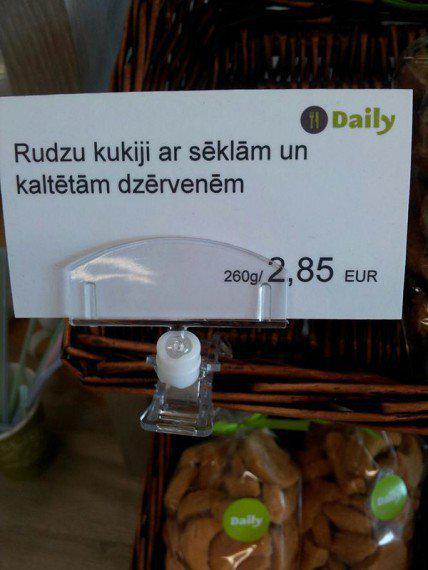 Daily
Rudzu kukiji ar sēklām un
kaltētām dzērvenēm
260g/ 2,85 EUR
Daily
Daily